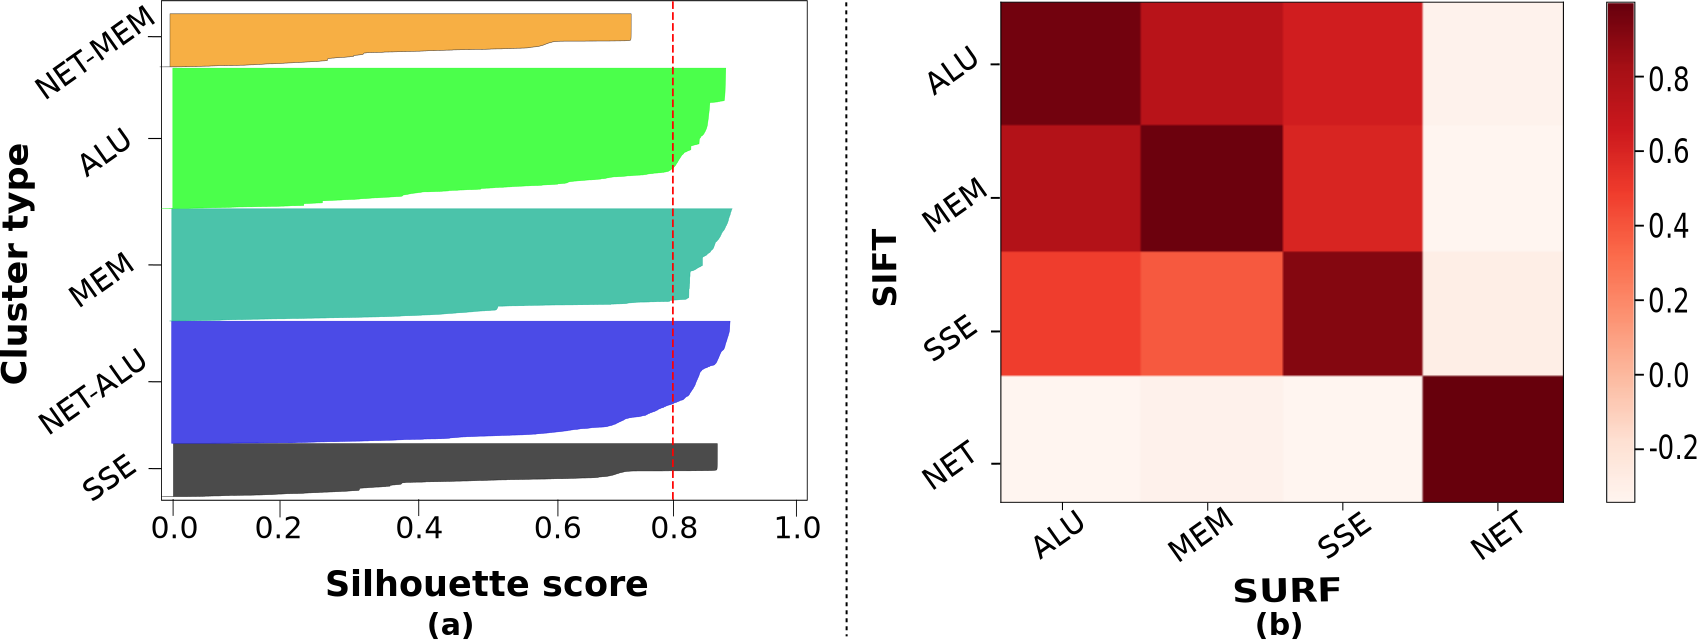 Cluster type
NET-MEM
ALU
MEM
NET-ALU
SSE
0.0 0.2 0.4 0.6 0.8 1.0
Silhouette score
(a)
SIFT
ALU
MEM
SSE
NET
ALU MEM SSE NET
SURF
(b)
0.8
0.6
0.4
0.2
0.0
-0.2